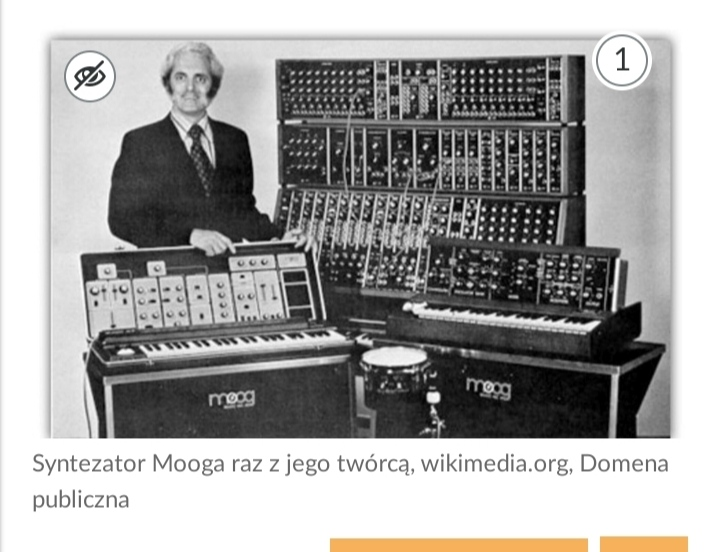 1
moog
moog
Syntezator Mooga raz z jego twórcą, wikimedia.org, Domena
publiczna